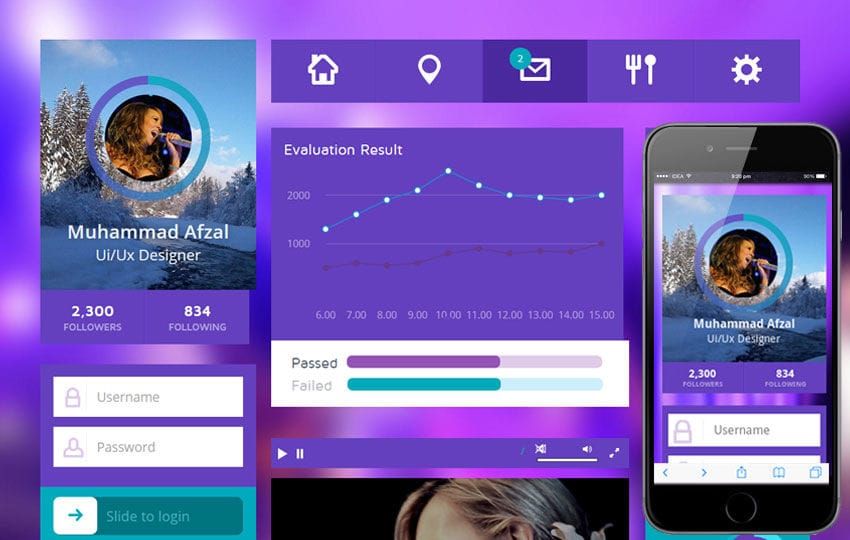 2
Muhammad Afzal
Ui/Ux Designer
2,300
FOLLOWERS
834
FOLLOWING
Username
Password
Slide to login
Evaluation Result
2000
1000
6.00 7.00 8.00 9.00 10.00 11.00 12.00 13.00 14.00 15.00
Passed
Failed
9:20 pm
90%
Muhammad Afzal
Ui/Ux Designer
2,300
FOLLOWERS
834
FOLLOWING
Username